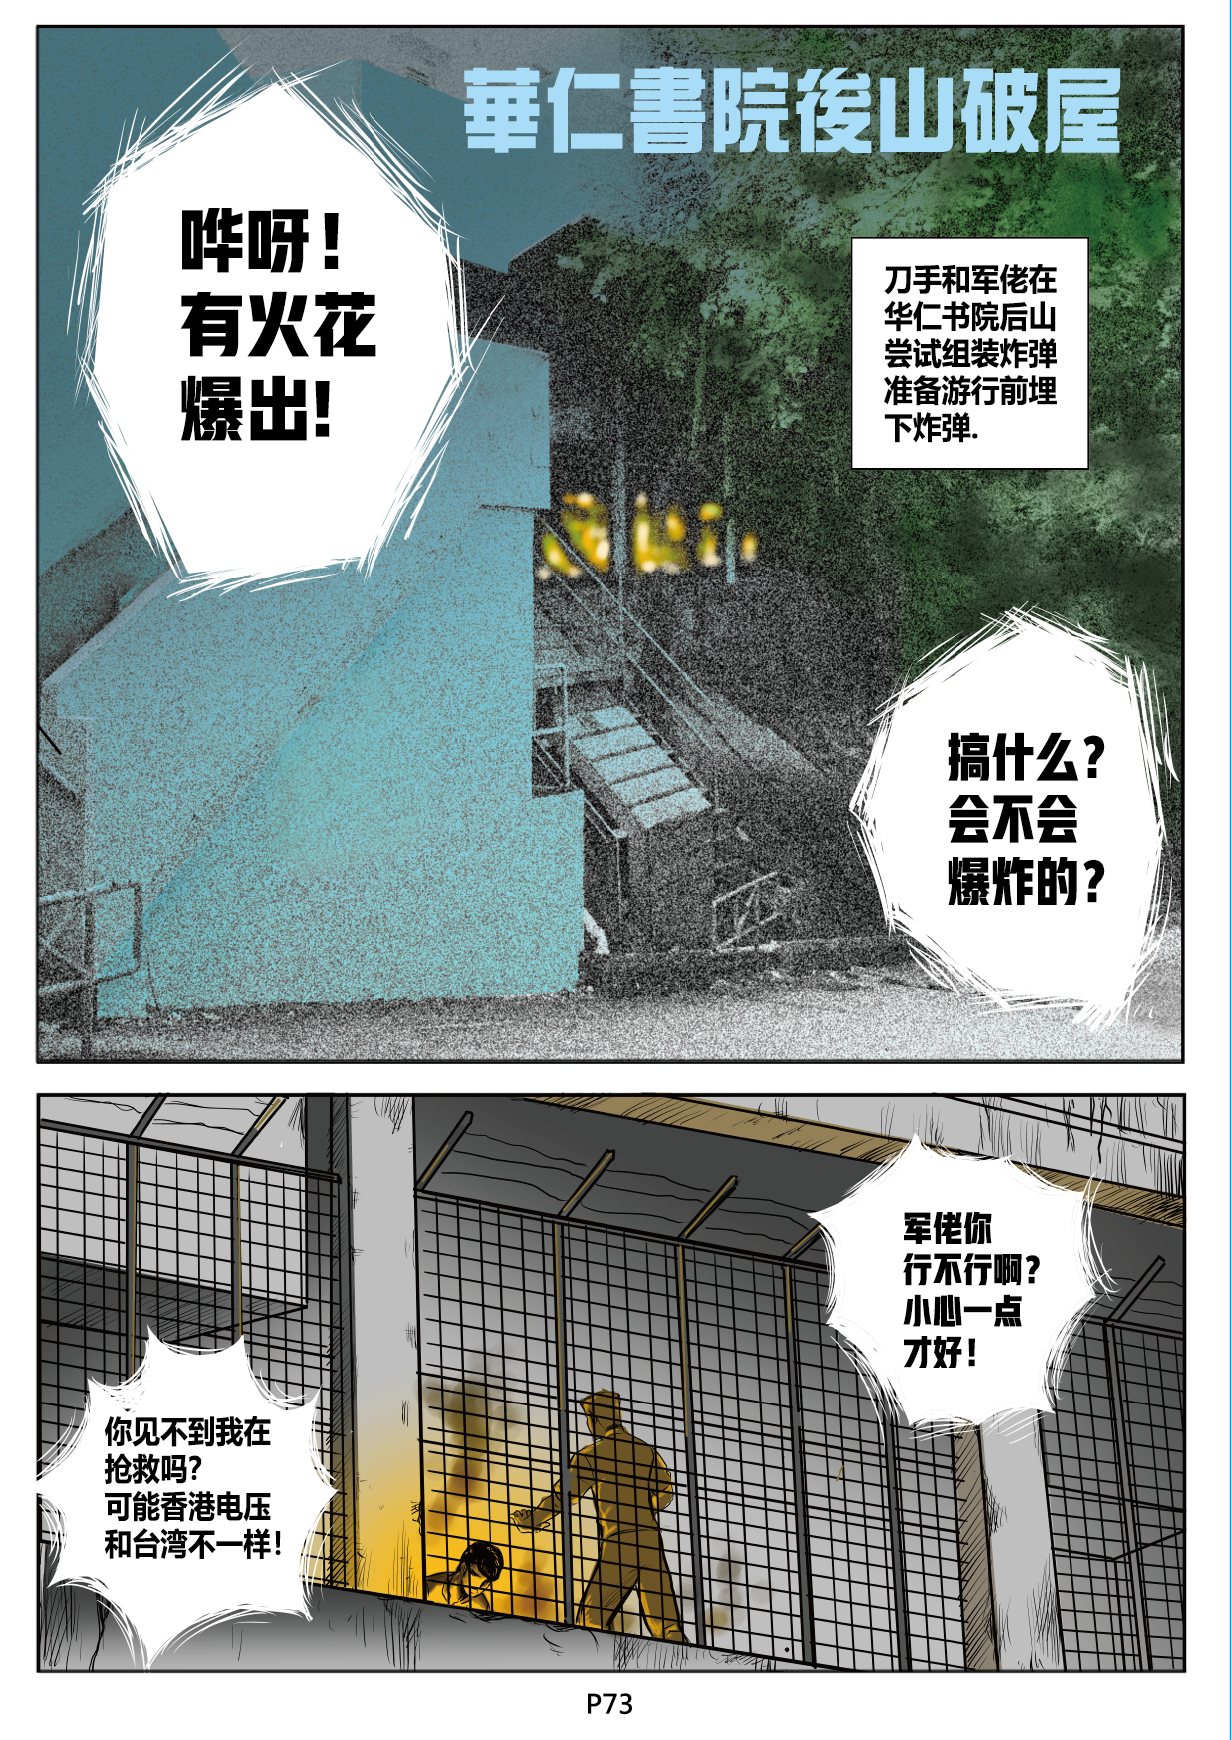 華仁書院後山破屋
哗呀！
有火花
爆出!
刀手和军佬在
华仁书院后山
尝试组装炸弹
准备游行前埋
下炸弹.
搞什么？
会不会
爆炸的？
军佬你
行不行啊？
小心一点
才好！
你见不到我在
抢救吗？
可能香港电压
和台湾不一样！
P73